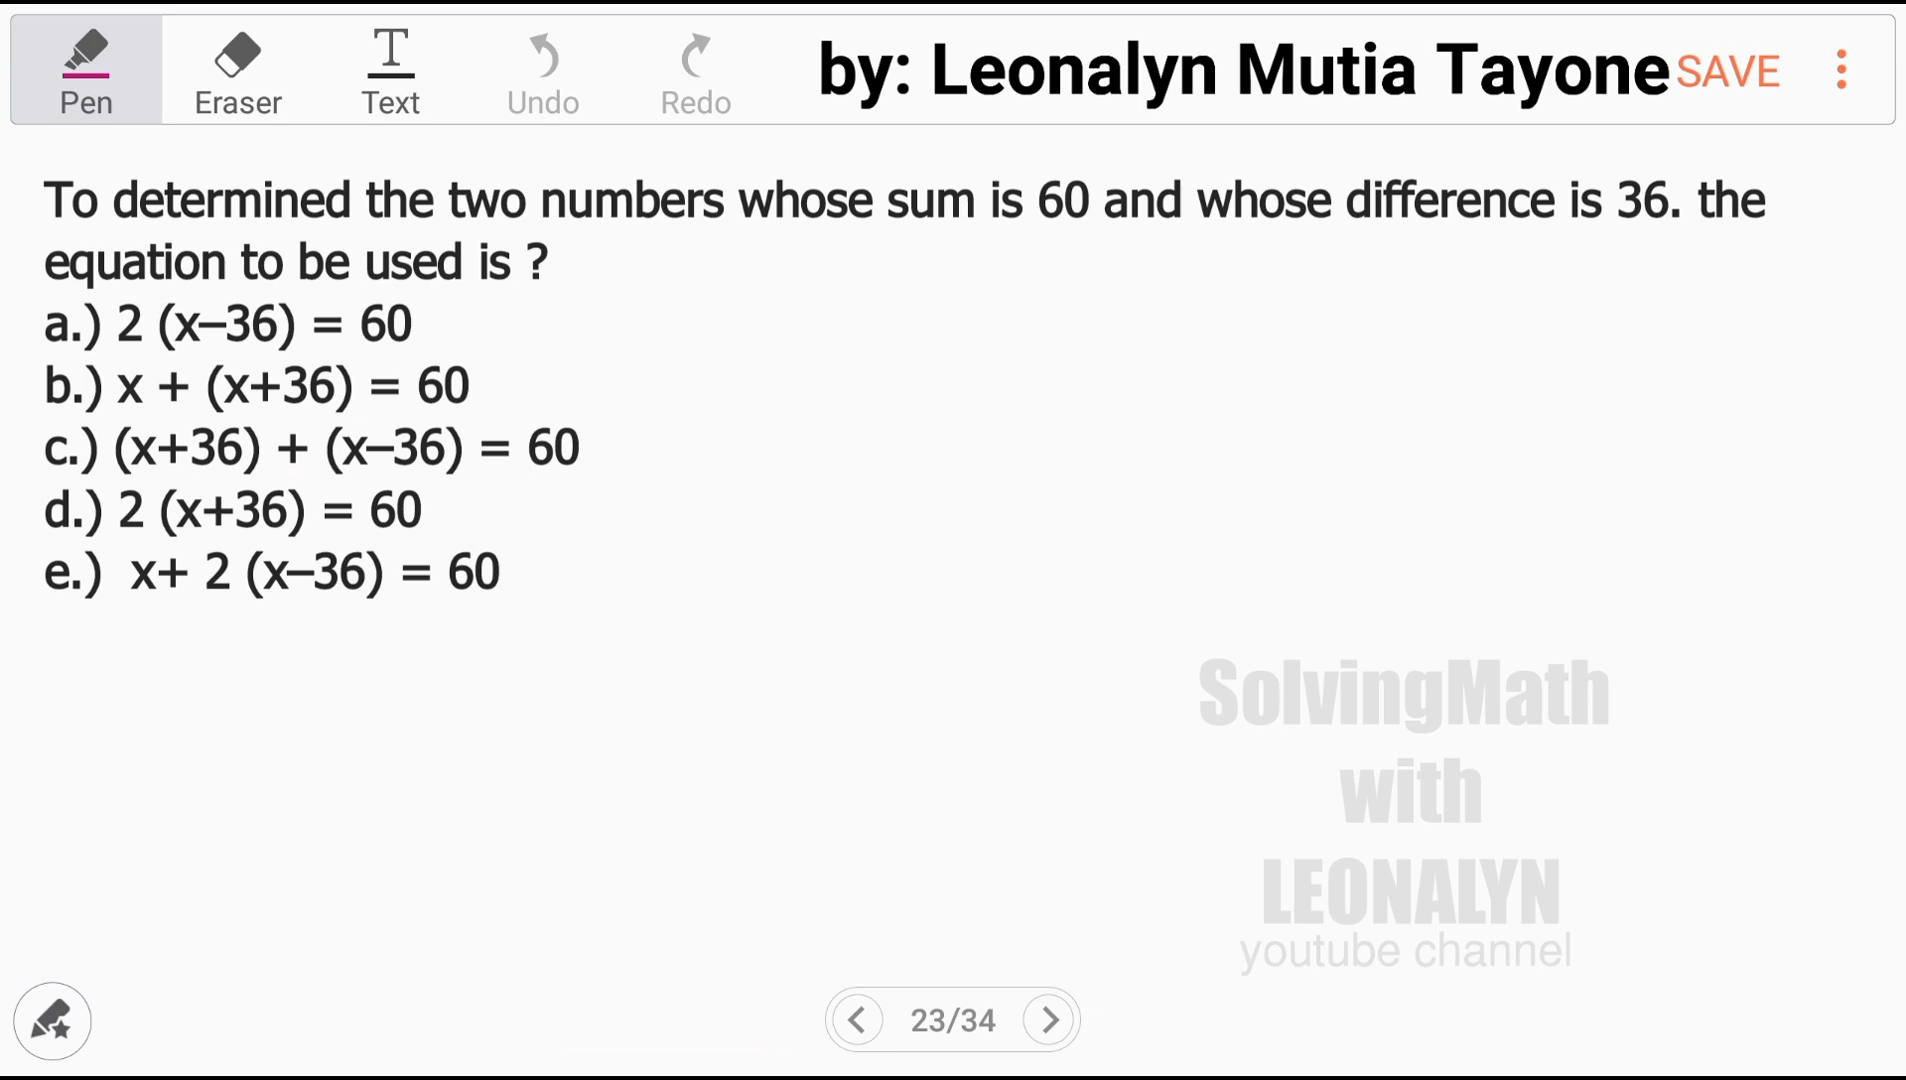 Pen
Eraser
Text
Undo
Redo
by: Leonalyn Mutia Tayone
SAVE
To determined the two numbers whose sum is 60 and whose difference is 36. the
equation to be used is ?
a.) 2 (x–36) = 60
b.) x + (x+36) = 60
c.) (x+36) + (x–36) = 60
d.) 2 (x+36) = 60
e.)  x+ 2 (x–36) = 60
SolvingMath
with
LEONALYN
youtube channel
23/34